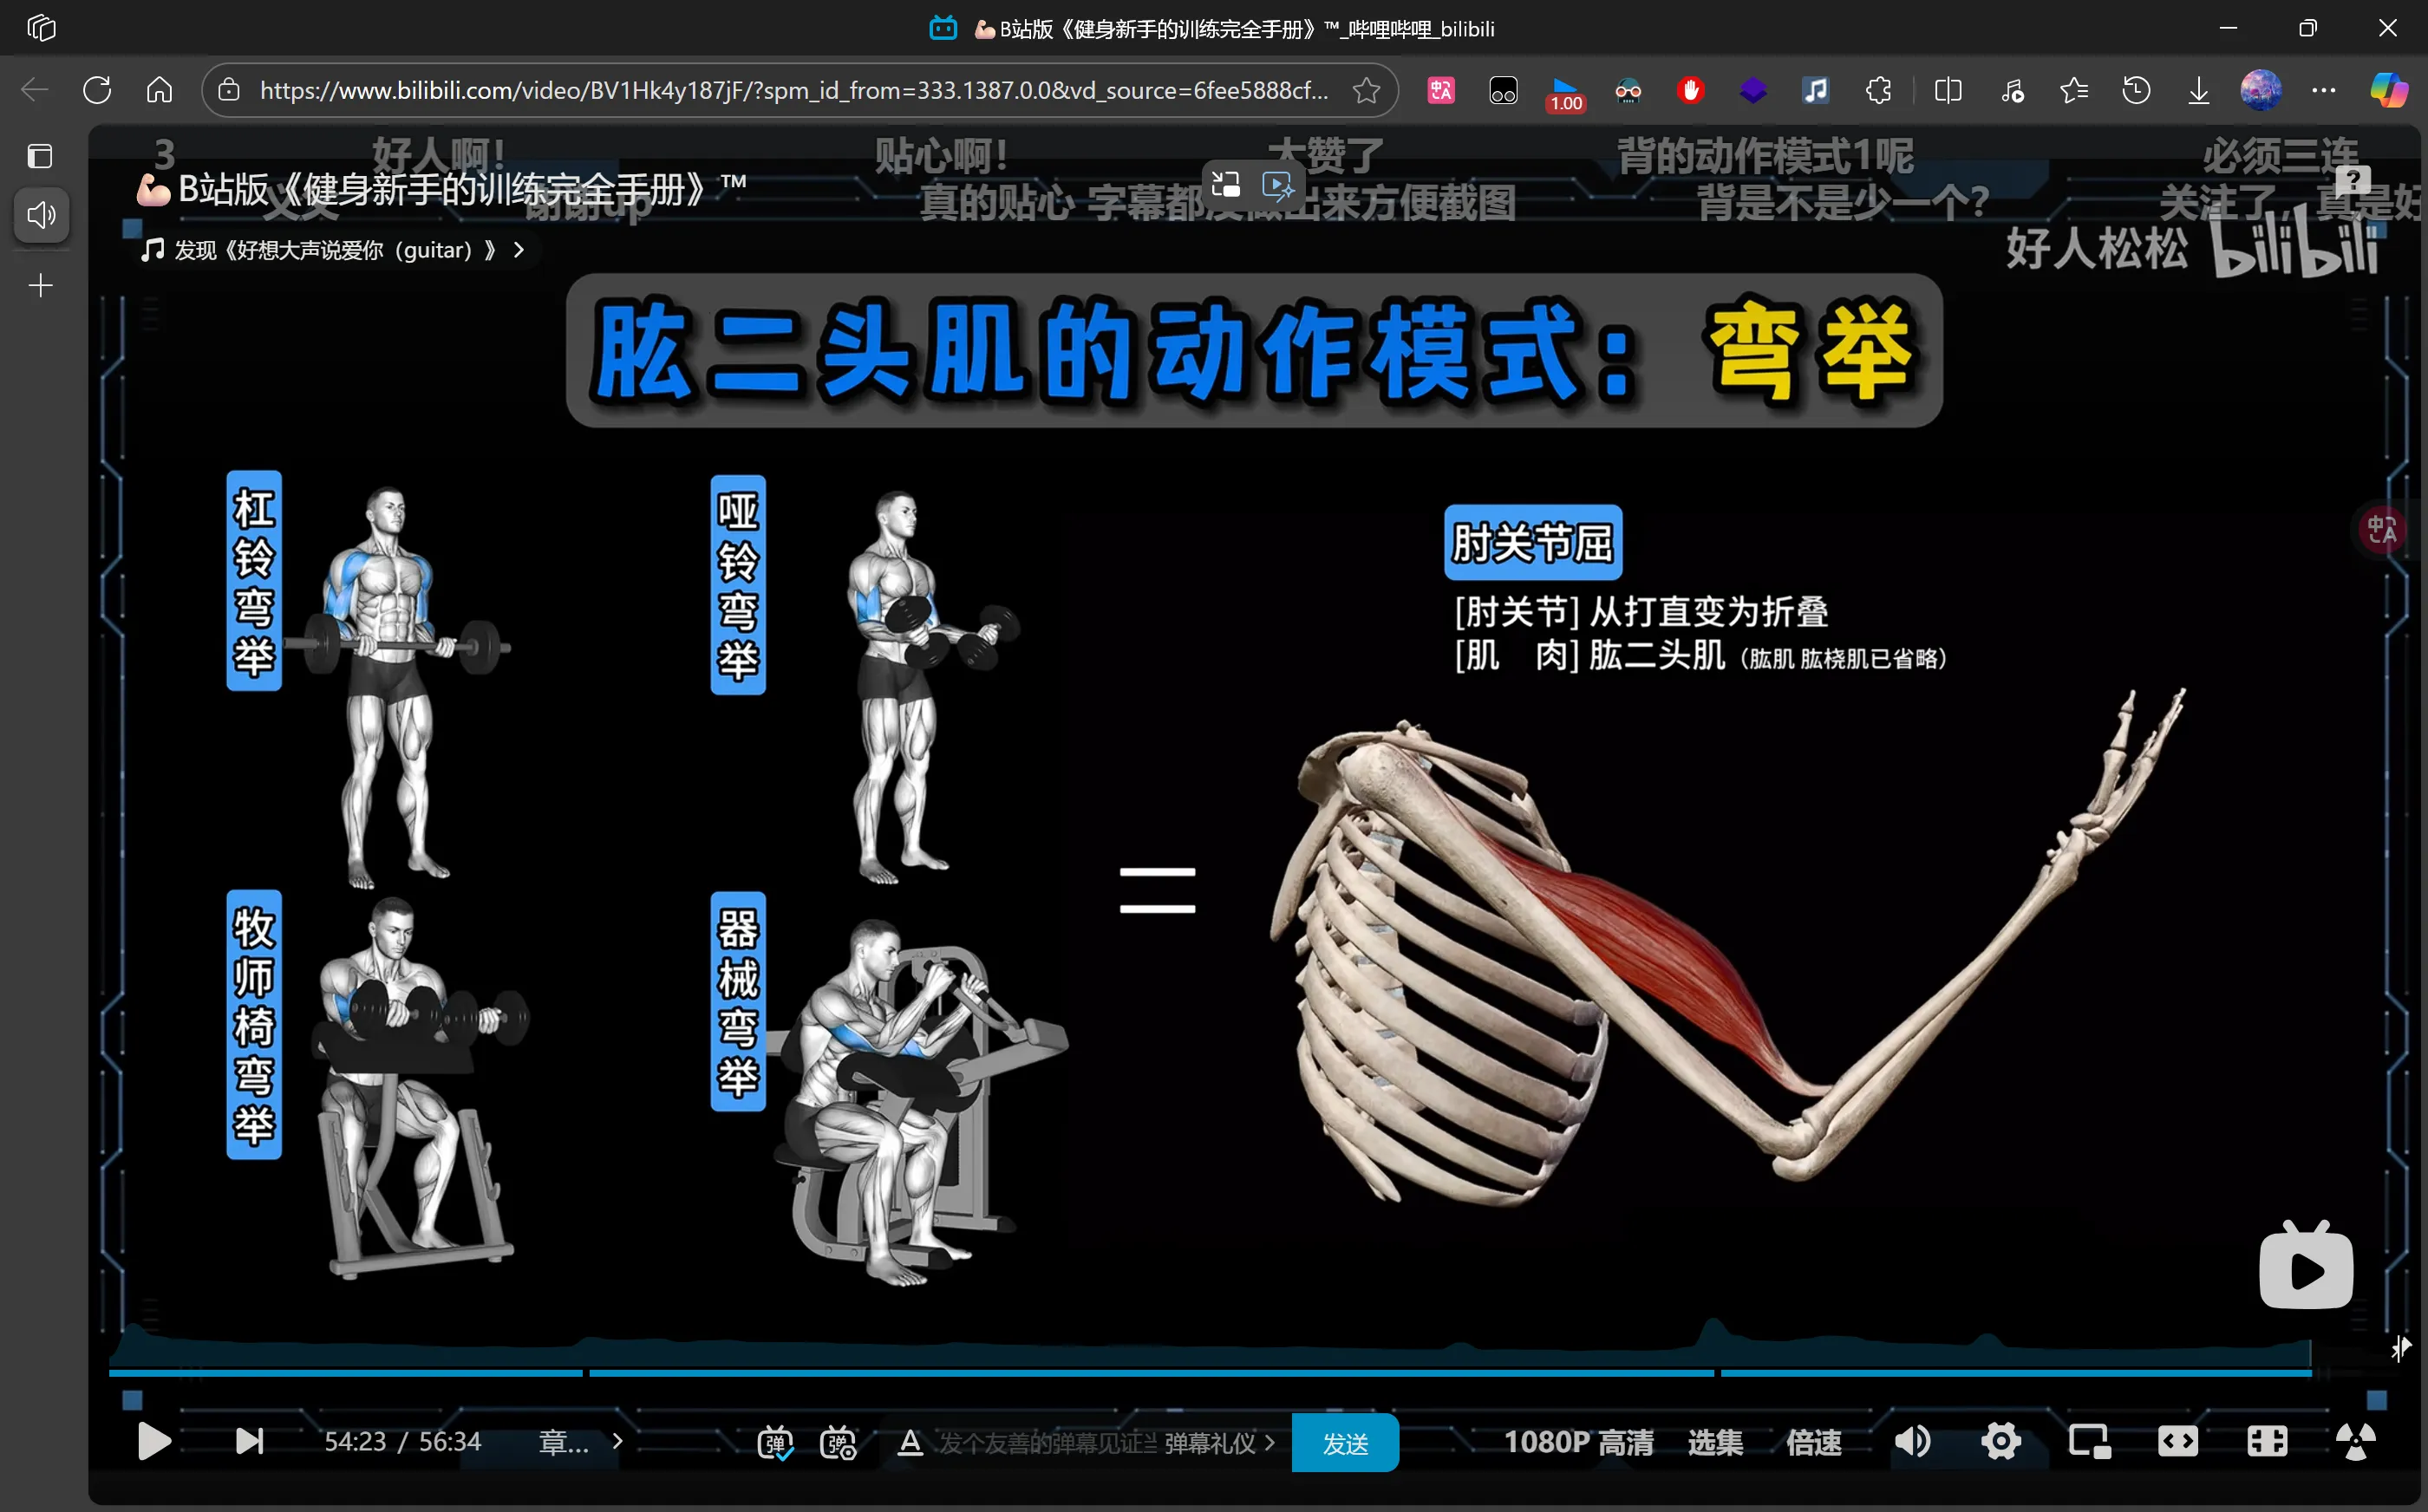 💪🏻B站版《健身新手的训练完全手册》™_哔哩哔哩_bilibili
https://www.bilibili.com/video/BV1Hk4y187jF/?spm_id_from=333.1387.0.0&vd_source=6fee5888cf...
1.00
3
好人啊！
贴心啊！
大赞了
背的动作模式1呢
必须三连
💪🏻B站版《健身新手的训练完全手册》™
义父
谢谢up
真的贴心 字幕都
出来方便截图
背是不是少一个？
关注了，真是好
发现《好想大声说爱你（guitar）》 >
好人松松 bilibili
肱二头肌的动作模式：弯举
杠铃弯举
哑铃弯举
肘关节屈
[肘关节] 从打直变为折叠
[肌 肉] 肱二头肌（肱肌 肱桡肌已省略）
牧师椅弯举
器械弯举
=
54:23 / 56:34
章... >
弹
弹
A
发个友善的弹幕见证当
弹幕礼仪 >
发送
1080P 高清
选集
倍速